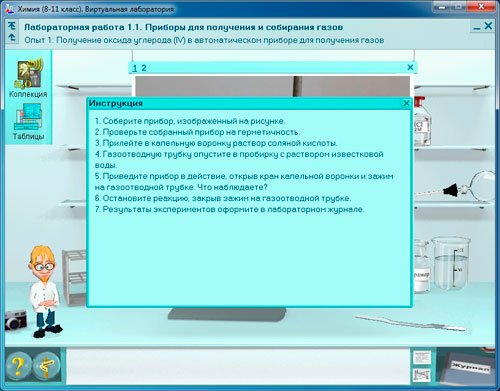 Химия (8-11 класс). Виртуальная лаборатория
Лабораторная работа 1.1. Приборы для получения и собирания газов
Опыт 1: Получение оксида углерода (IV) в автоматическом приборе для получения газов
1 2
Коллекция
Таблицы
Инструкция
1. Соберите прибор, изображенный на рисунке.
2. Проверьте собранный прибор на герметичность.
3. Прилейте в капельную воронку раствор соляной кислоты.
4. Газоотводную трубку опустите в пробирку с раствором известковой
воды.
5. Приведите прибор в действие, открыв кран капельной воронки и зажим
на газоотводной трубке. Что наблюдаете?
6. Остановите реакцию, закрыв зажим на газоотводной трубке.
7. Результаты экспериментов оформите в лабораторном журнале.
?
журнал